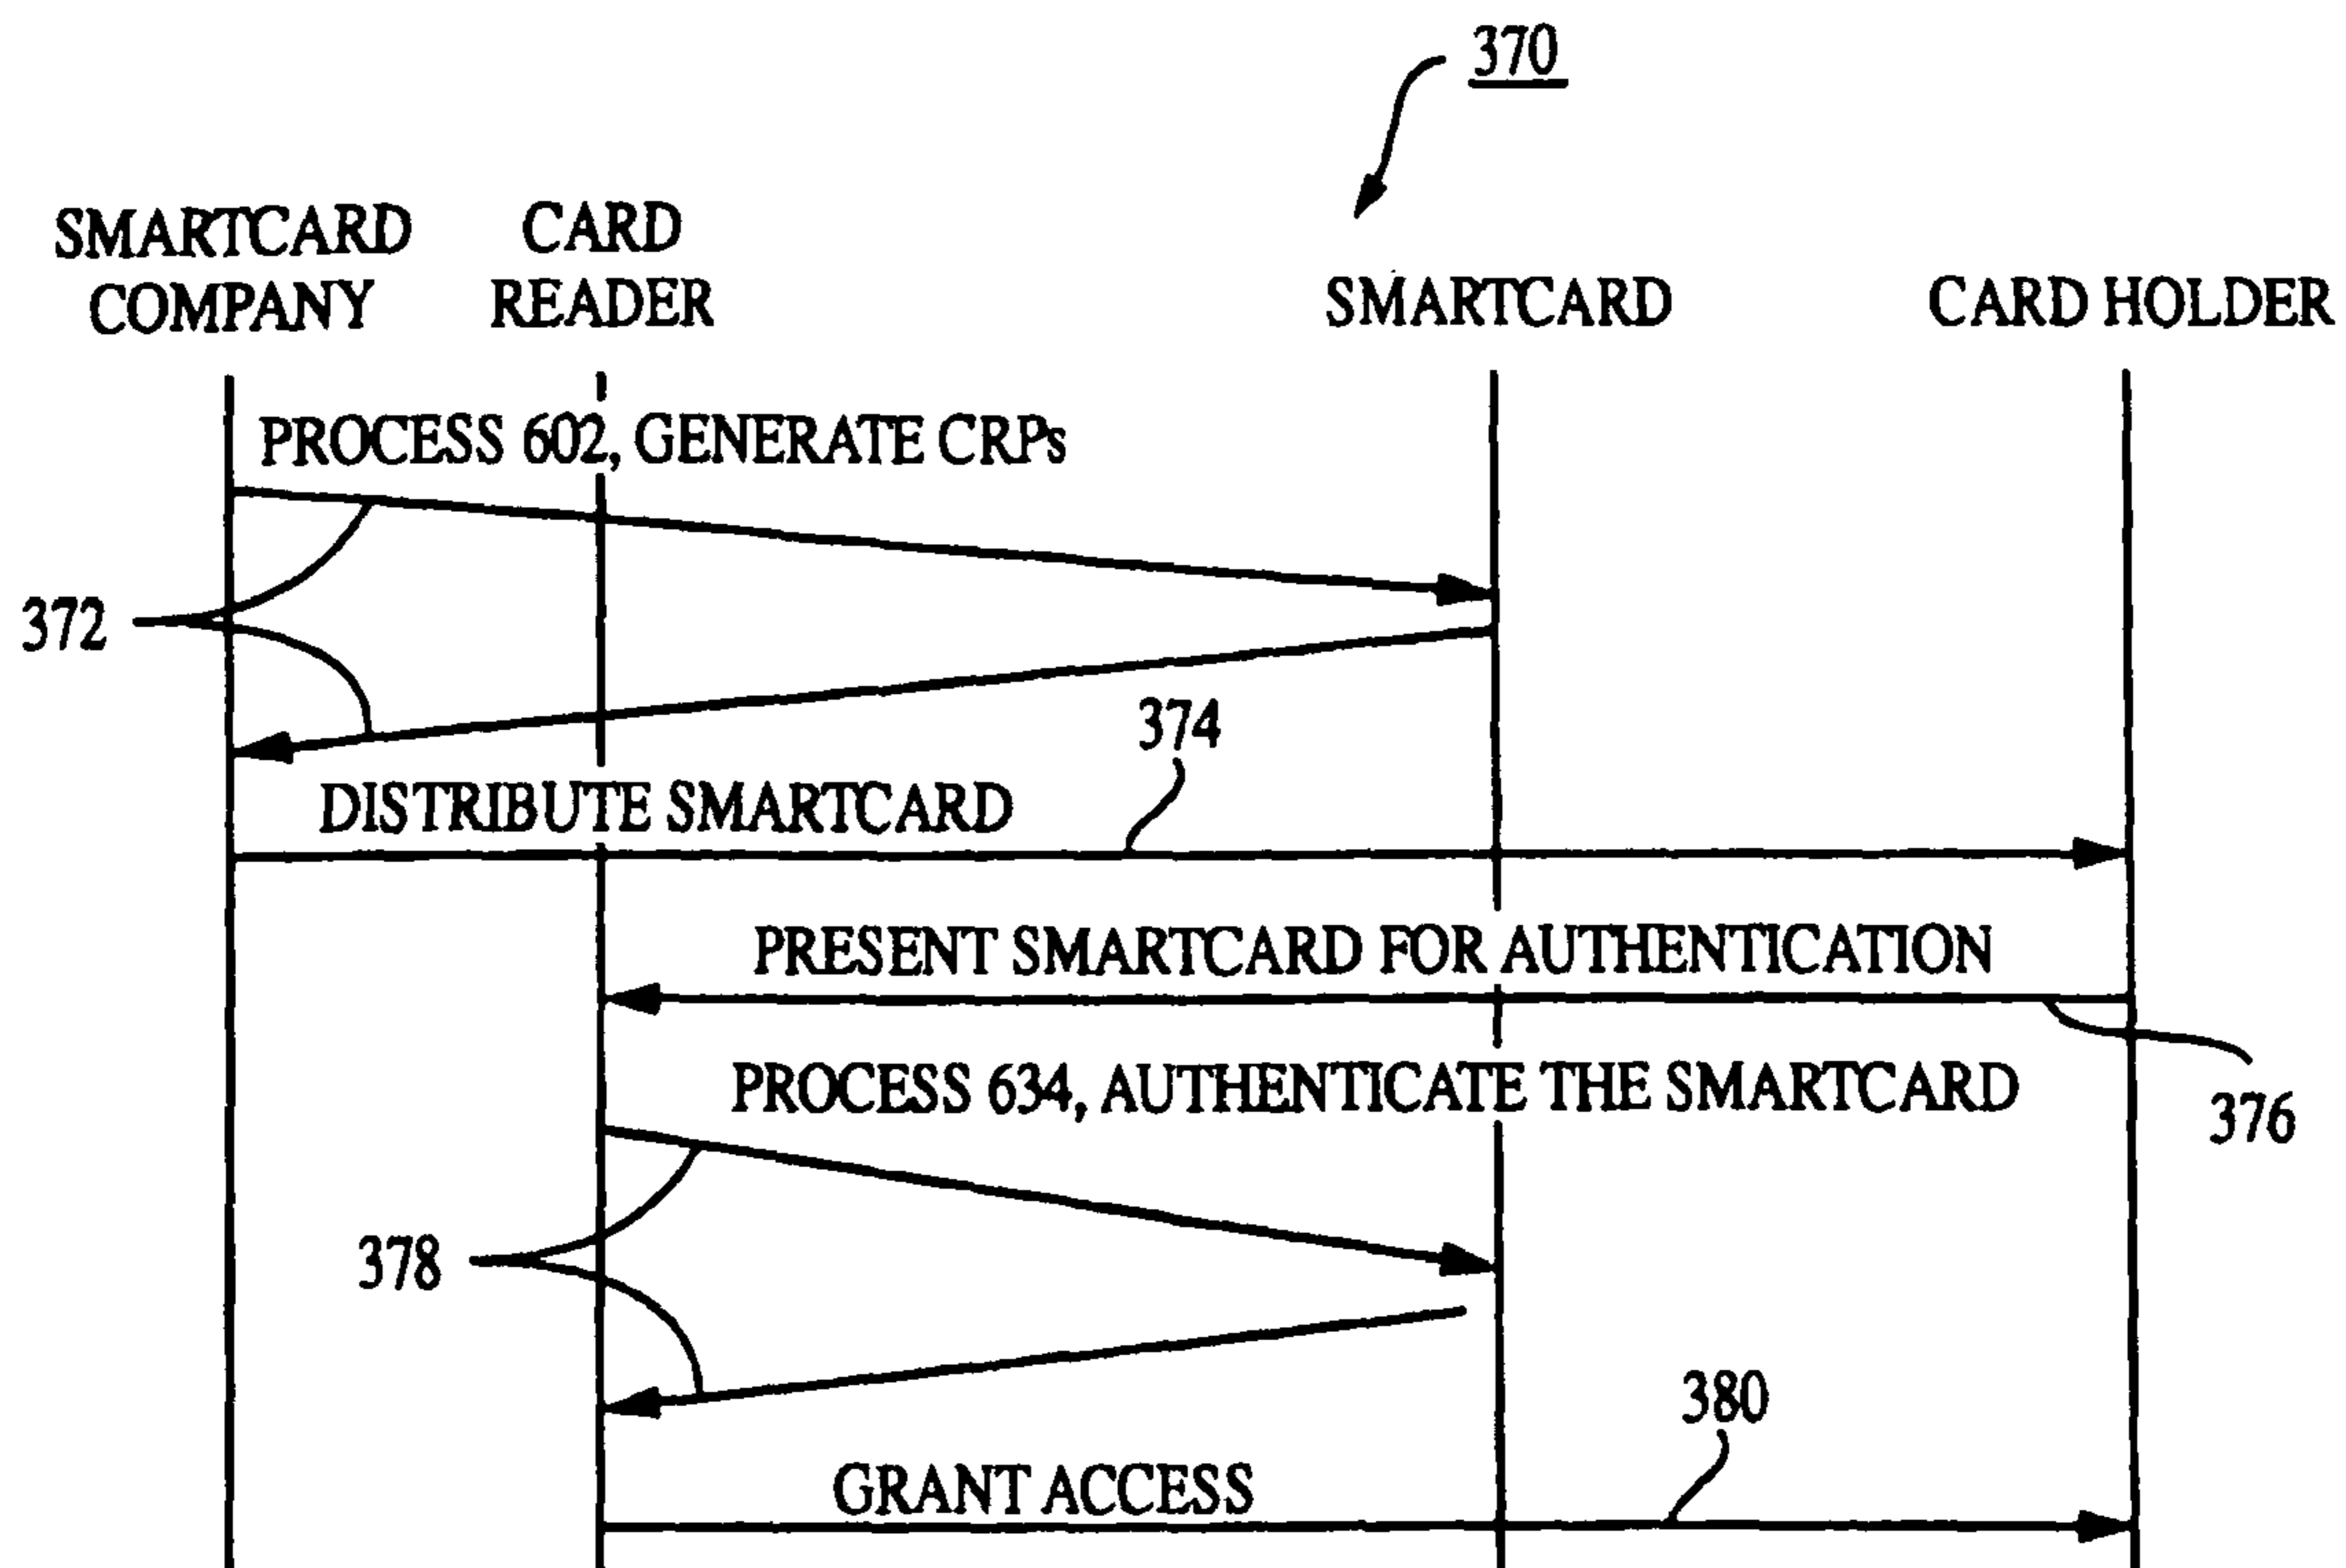 370
SMARTCARD
COMPANY
CARD
READER
SMARTCARD
CARD HOLDER
PROCESS 602, GENERATE CRPs
372
374
DISTRIBUTE SMARTCARD
PRESENT SMARTCARD FOR AUTHENTICATION
PROCESS 634, AUTHENTICATE THE SMARTCARD
376
378
380
GRANT ACCESS